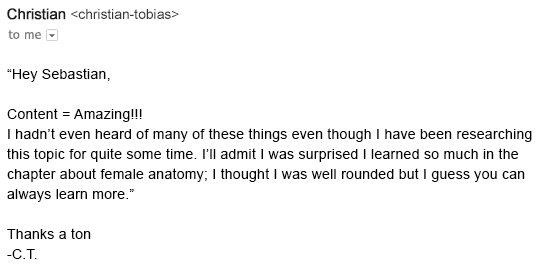 Christian <christian-tobias>
to me
“Hey Sebastian,
Content = Amazing!!!
I hadn’t even heard of many of these things even though I have been researching
this topic for quite some time. I’ll admit I was surprised I learned so much in the
chapter about female anatomy; I thought I was well rounded but I guess you can
always learn more.”
Thanks a ton
-C.T.